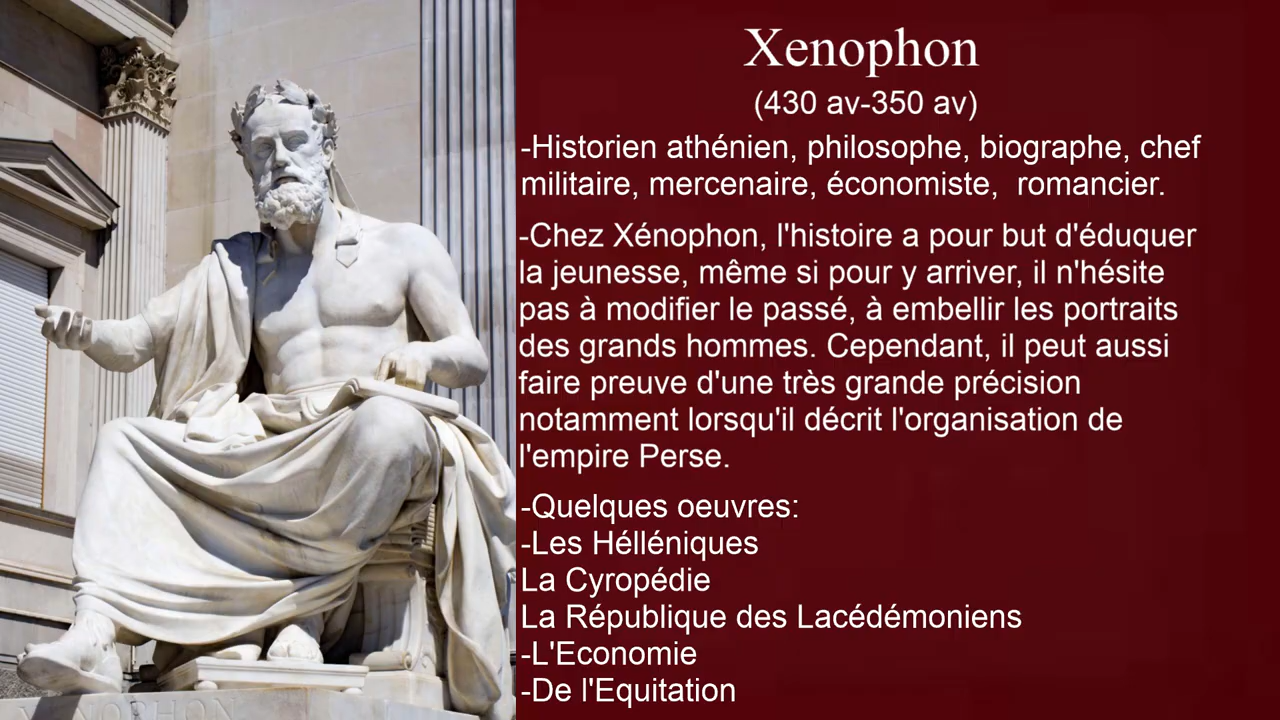 Xenophon
(430 av-350 av)
-Historien athénien, philosophe, biographe, chef
militaire, mercenaire, économiste, romancier.
-Chez Xénophon, l'histoire a pour but d'éduquer
la jeunesse, même si pour y arriver, il n'hésite
pas à modifier le passé, à embellir les portraits
des grands hommes. Cependant, il peut aussi
faire preuve d'une très grande précision
notamment lorsqu'il décrit l'organisation de
l'empire Perse.
-Quelques oeuvres:
-Les Hélléniques
La Cyropédie
La République des Lacédémoniens
-L'Economie
-De l'Equitation
XENOPHON